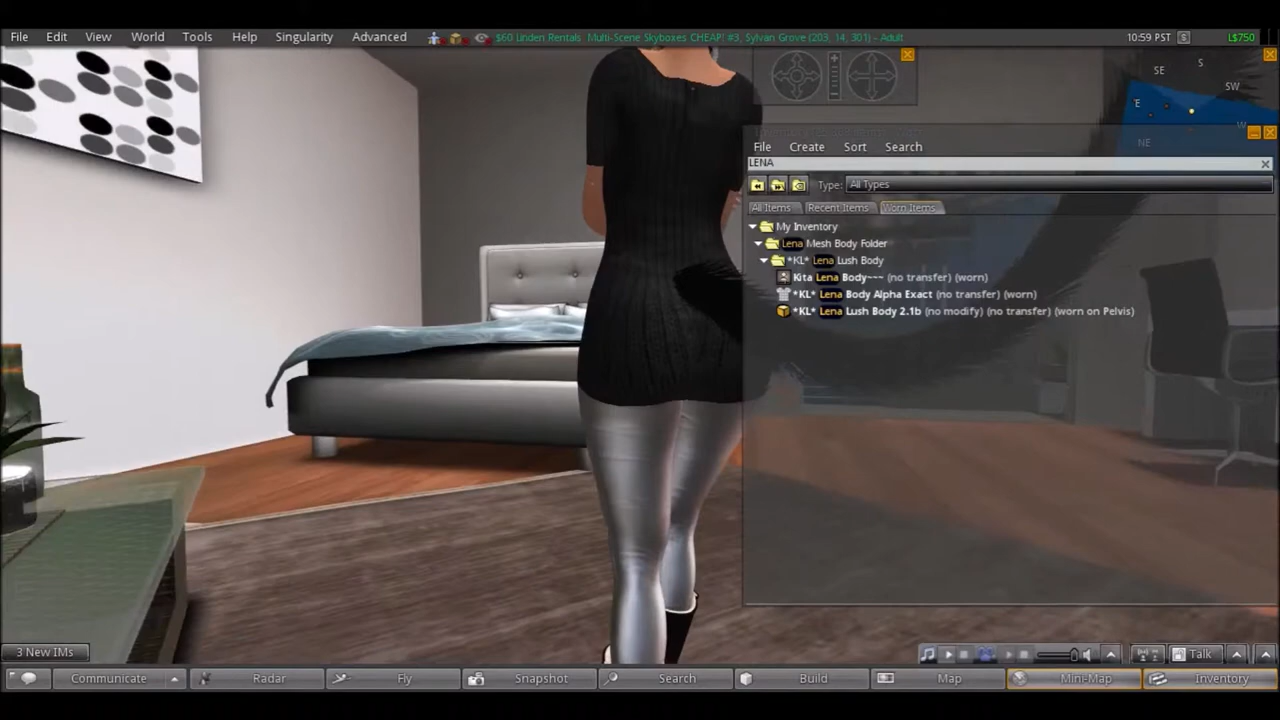 File Edit View World Tools Help Singularity Advanced $60 Linden Rentals Multi-Scene Skyboxes CHEAP! #3, Sylvan Grove (203, 14, 301) - Adult 10:59 PST S L$750
S
SE
SW
E
W
NE
File Create Sort Search
LENA
Type: All Types
All Items Recent Items Worn Items
My Inventory
Lena Mesh Body Folder
*KL* Lena Lush Body
Kita Lena Body~~~ (no transfer) (worn)
*KL* Lena Body Alpha Exact (no transfer) (worn)
*KL* Lena Lush Body 2.1b (no modify) (no transfer) (worn on Pelvis)
3 New IMs
Talk
Communicate Radar Fly Snapshot Search Build Map Mini-Map Inventory